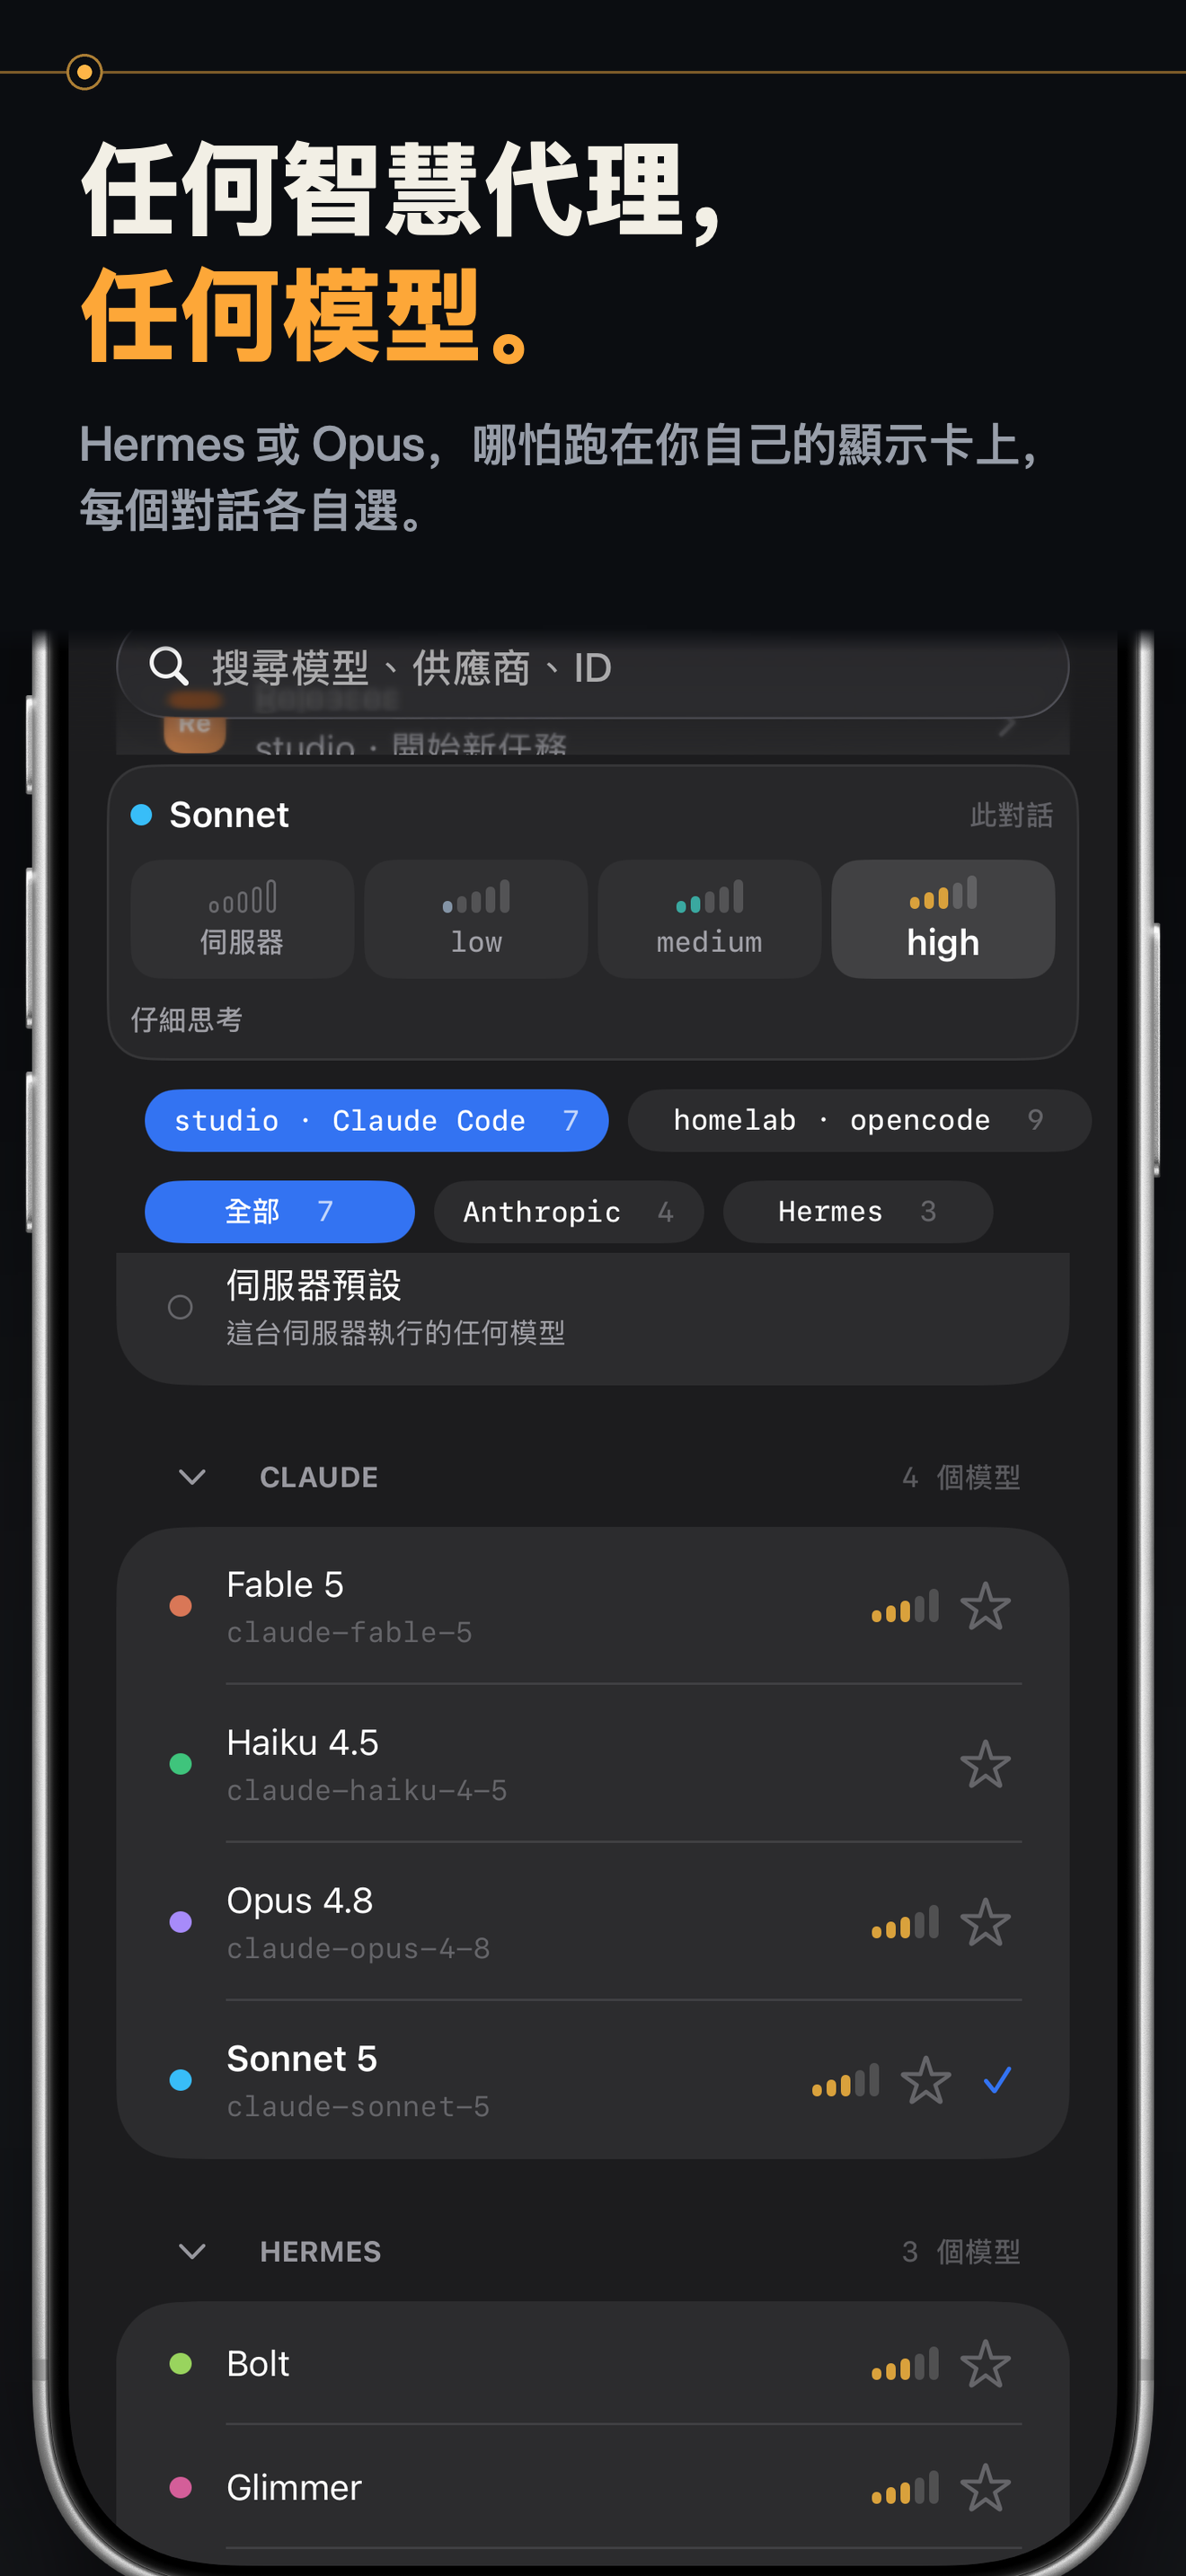 任何智慧代理，
任何模型。
Hermes 或 Opus，哪怕跑在你自己的顯示卡上，
每個對話各自選。
搜尋模型、供應商、ID
Re
studio · 開始新任務
Sonnet
此對話
伺服器
low
medium
high
仔細思考
studio · Claude Code 7
homelab · opencode 9
全部 7
Anthropic 4
Hermes 3
伺服器預設
這台伺服器執行的任何模型
CLAUDE
4 個模型
Fable 5
claude-fable-5
Haiku 4.5
claude-haiku-4-5
Opus 4.8
claude-opus-4-8
Sonnet 5
claude-sonnet-5
HERMES
3 個模型
Bolt
Glimmer